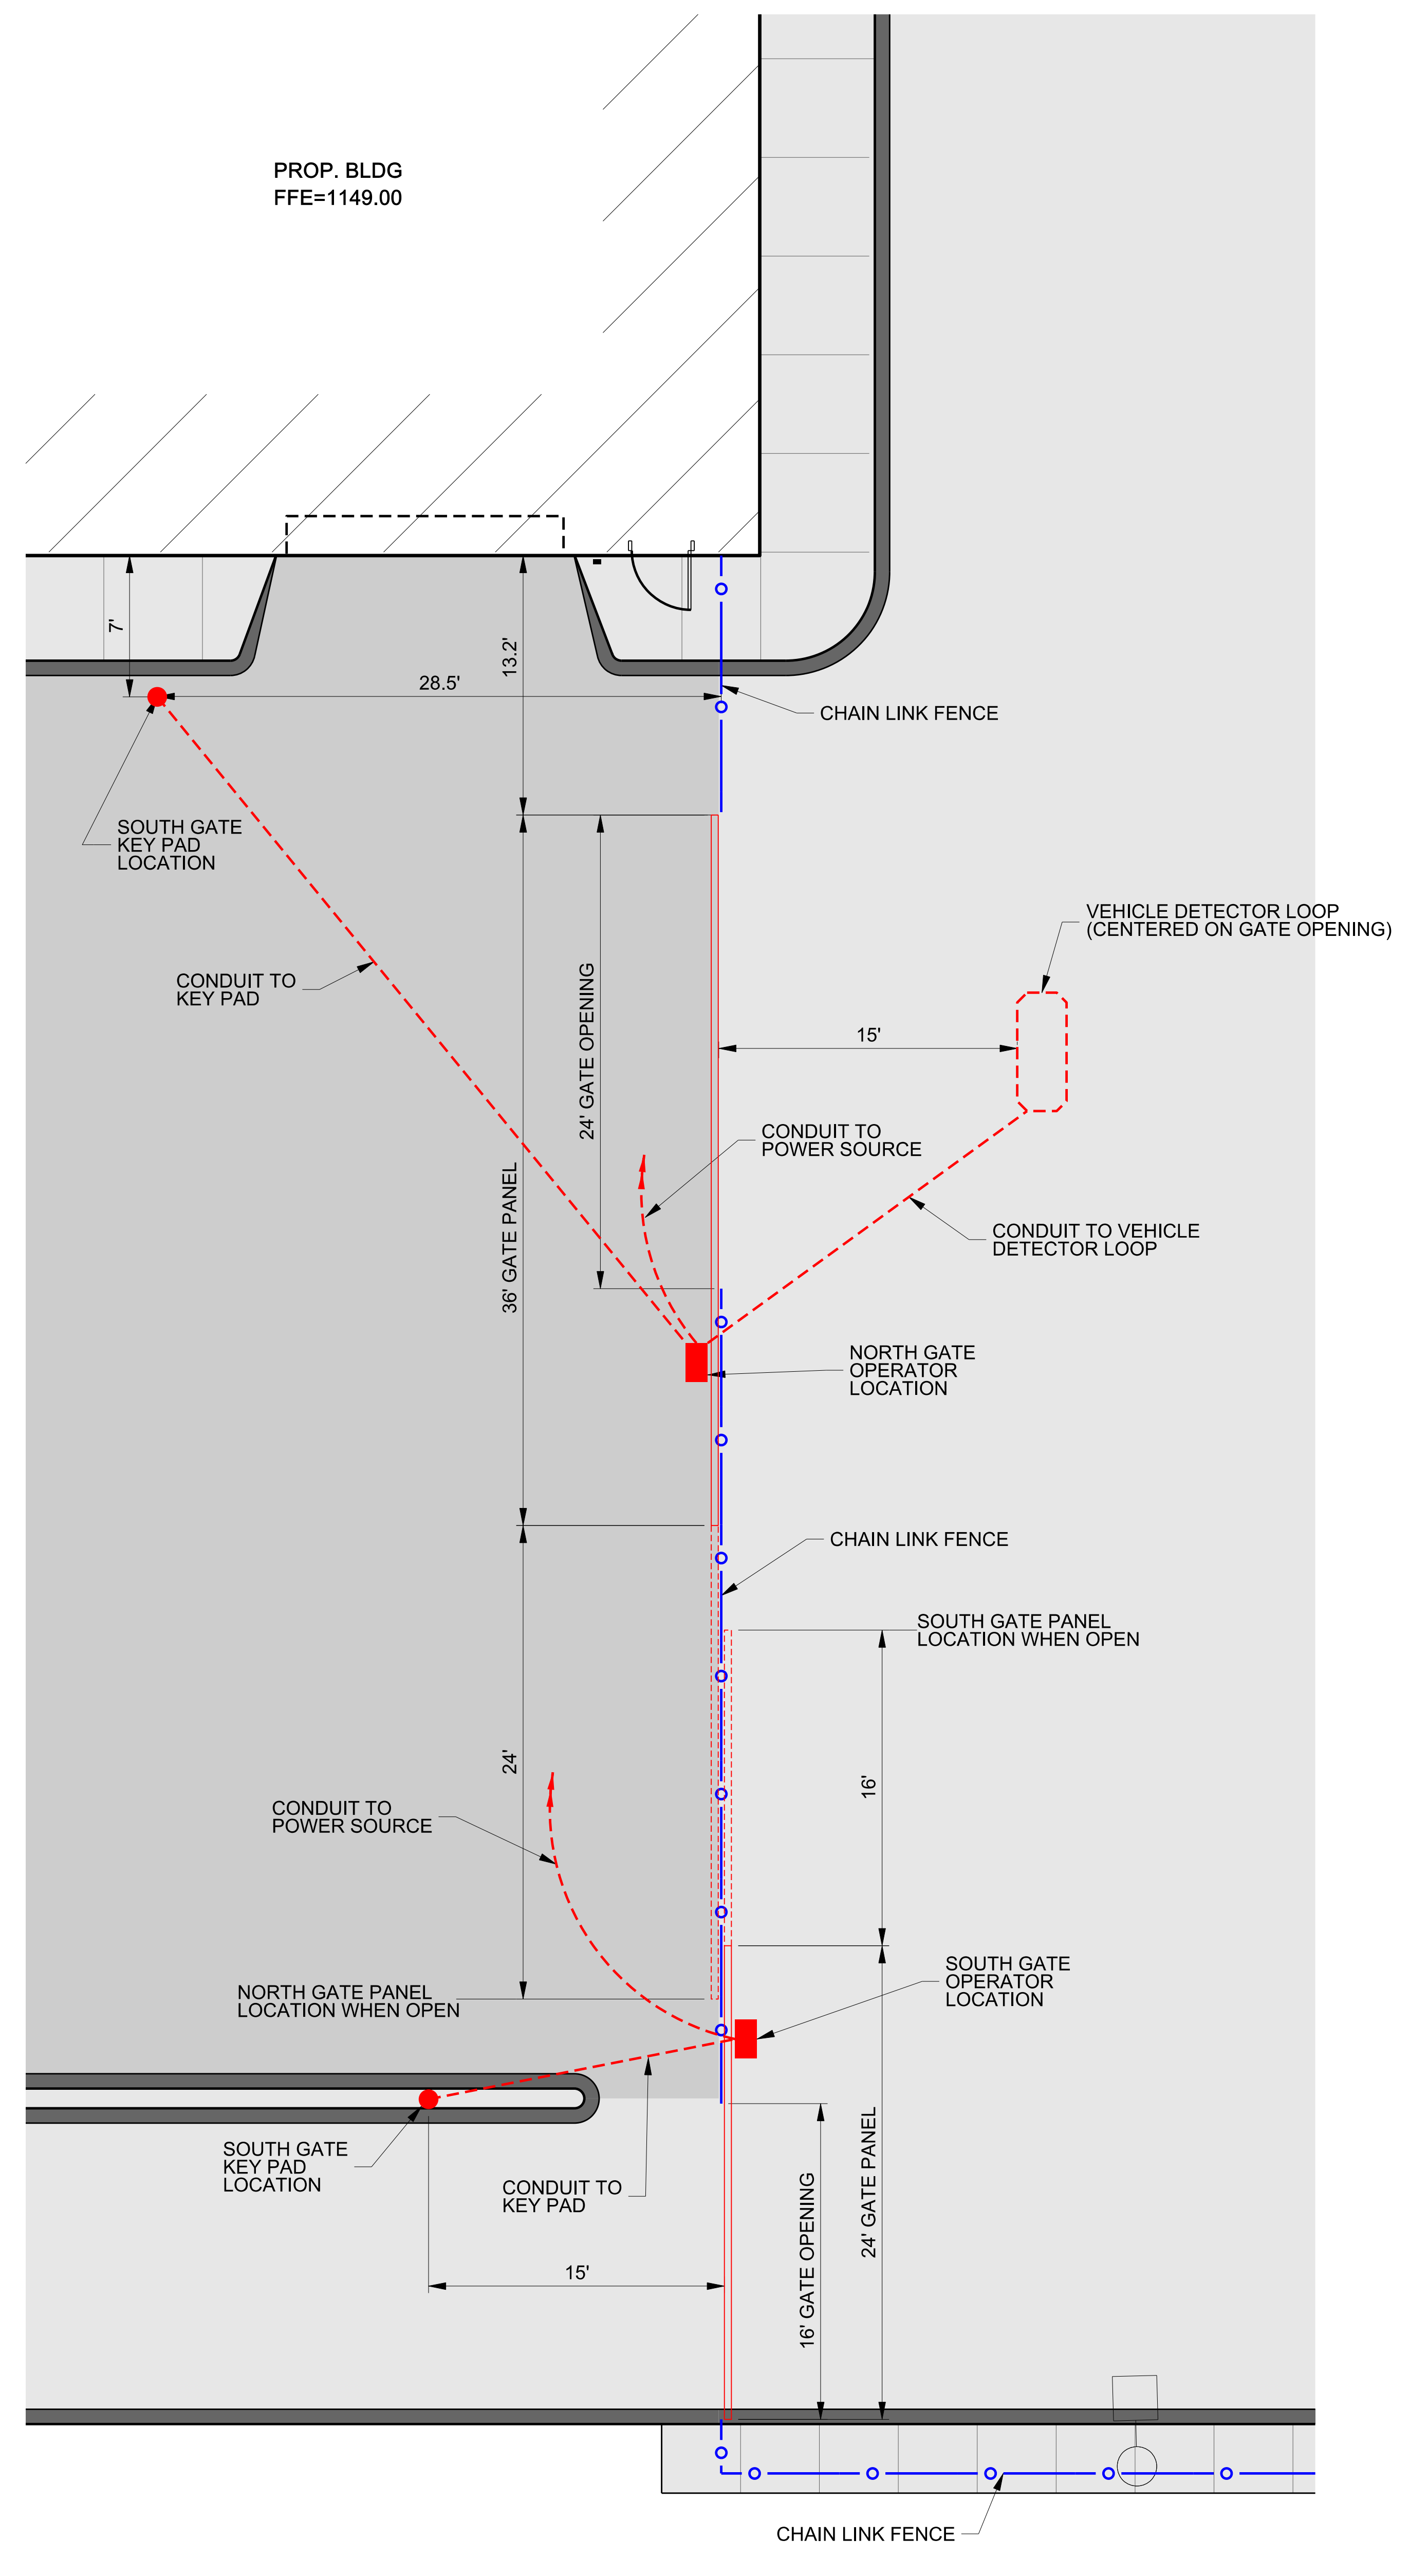 PROP. BLDG
FFE=1149.00
7'
13.2'
28.5'
CHAIN LINK FENCE
SOUTH GATE
KEY PAD
LOCATION
VEHICLE DETECTOR LOOP
(CENTERED ON GATE OPENING)
CONDUIT TO
KEY PAD
24' GATE OPENING
15'
CONDUIT TO
POWER SOURCE
36' GATE PANEL
CONDUIT TO VEHICLE
DETECTOR LOOP
NORTH GATE
OPERATOR
LOCATION
CHAIN LINK FENCE
SOUTH GATE PANEL
LOCATION WHEN OPEN
24'
16'
CONDUIT TO
POWER SOURCE
SOUTH GATE
OPERATOR
LOCATION
NORTH GATE PANEL
LOCATION WHEN OPEN
SOUTH GATE
KEY PAD
LOCATION
CONDUIT TO
KEY PAD
24' GATE PANEL
16' GATE OPENING
15'
CHAIN LINK FENCE